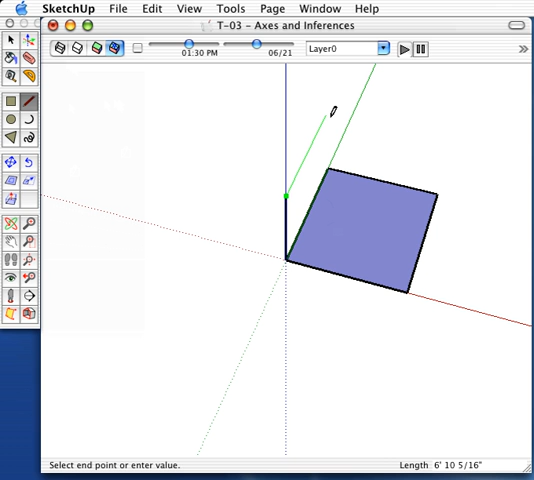 SketchUp File Edit View Tools Page Window Help
T-03 – Axes and Inferences
01:30 PM 06/21 Layer0 »
Select end point or enter value. Length 6' 10 5/16"